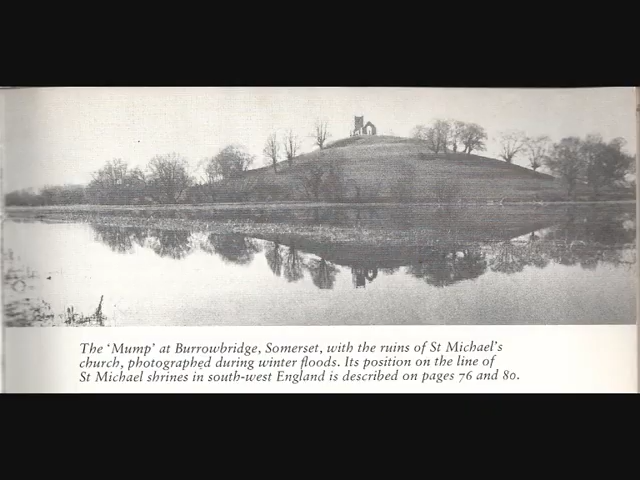 The ‘Mump’ at Burrowbridge, Somerset, with the ruins of St Michael’s
church, photographed during winter floods. Its position on the line of
St Michael shrines in south-west England is described on pages 76 and 80.